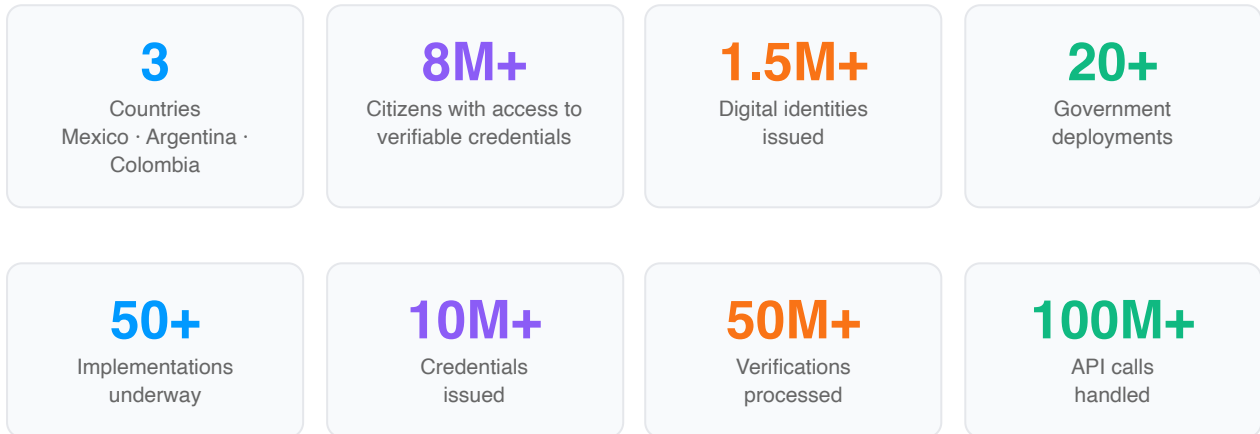 3
Countries
Mexico · Argentina ·
Colombia
8M+
Citizens with access to
verifiable credentials
1.5M+
Digital identities
issued
20+
Government
deployments
50+
Implementations
underway
10M+
Credentials
issued
50M+
Verifications
processed
100M+
API calls
handled